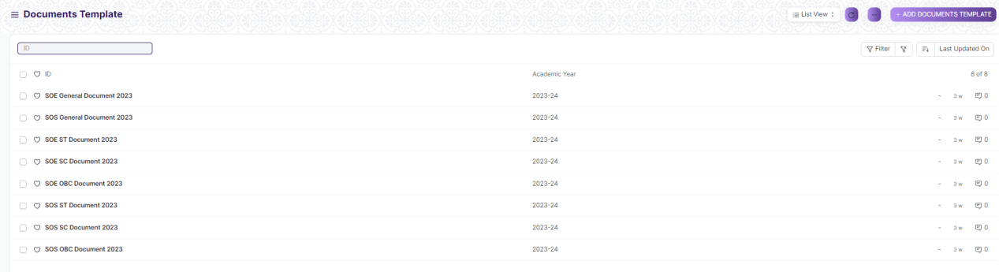 Documents Template
List View
+ ADD DOCUMENTS TEMPLATE
ID
Filter
Last Updated On
ID Academic Year 8 of 8
SOE General Document 2023 2023-24 - 3 w 0
SOS General Document 2023 2023-24 - 3 w 0
SOE ST Document 2023 2023-24 - 3 w 0
SOE SC Document 2023 2023-24 - 3 w 0
SOE OBC Document 2023 2023-24 - 3 w 0
SOS ST Document 2023 2023-24 - 3 w 0
SOS SC Document 2023 2023-24 - 3 w 0
SOS OBC Document 2023 2023-24 - 3 w 0